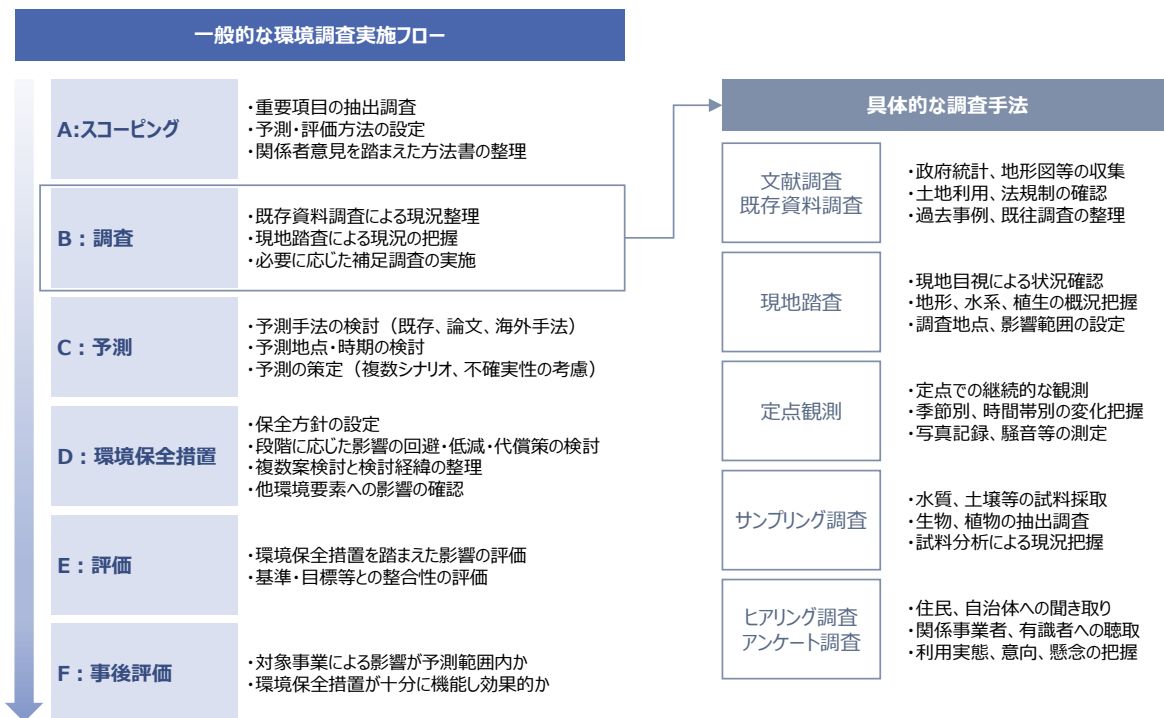 一般的な環境調査実施フロー
A:スコーピング
・重要項目の抽出調査
・予測・評価方法の設定
・関係者意見を踏まえた方法書の整理
B：調査
・既存資料調査による現況整理
・現地踏査による現況の把握
・必要に応じた補足調査の実施
C：予測
・予測手法の検討（既存、論文、海外手法）
・予測地点・時期の検討
・予測の策定（複数シナリオ、不確実性の考慮）
D：環境保全措置
・保全方針の設定
・段階に応じた影響の回避・低減・代償策の検討
・複数案検討と検討経緯の整理
・他環境要素への影響の確認
E：評価
・環境保全措置を踏まえた影響の評価
・基準・目標等との整合性の評価
F：事後評価
・対象事業による影響が予測範囲内か
・環境保全措置が十分に機能し効果的か
具体的な調査手法
文献調査
既存資料調査
・政府統計、地形図等の収集
・土地利用、法規制の確認
・過去事例、既往調査の整理
現地踏査
・現地目視による状況確認
・地形、水系、植生の概況把握
・調査地点、影響範囲の設定
定点観測
・定点での継続的な観測
・季節別、時間帯別の変化把握
・写真記録、騒音等の測定
サンプリング調査
・水質、土壌等の試料採取
・生物、植物の抽出調査
・試料分析による現況把握
ヒアリング調査
アンケート調査
・住民、自治体への聞き取り
・関係事業者、有識者への聴取
・利用実態、意向、懸念の把握